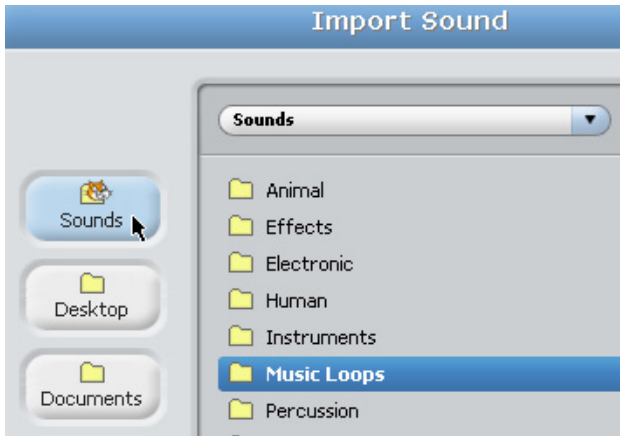 Import Sound
Sounds
Sounds
Desktop
Documents
Animal
Effects
Electronic
Human
Instruments
Music Loops
Percussion